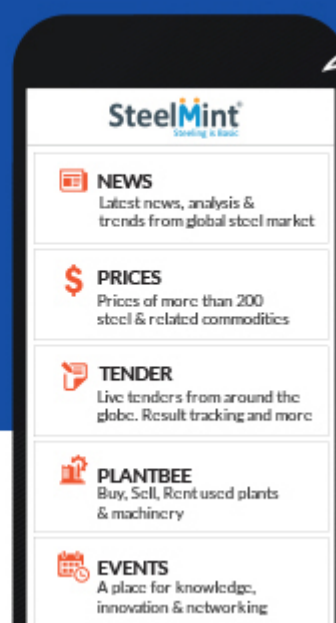 SteelMint
Steeling is Basic
NEWS
Latest news, analysis &
trends from global steel market
PRICES
Prices of more than 200
steel & related commodities
TENDER
Live tenders from around the
globe. Result tracking and more
PLANTBEE
Buy, Sell, Rent used plants
& machinery
EVENTS
A place for knowledge,
innovation & networking